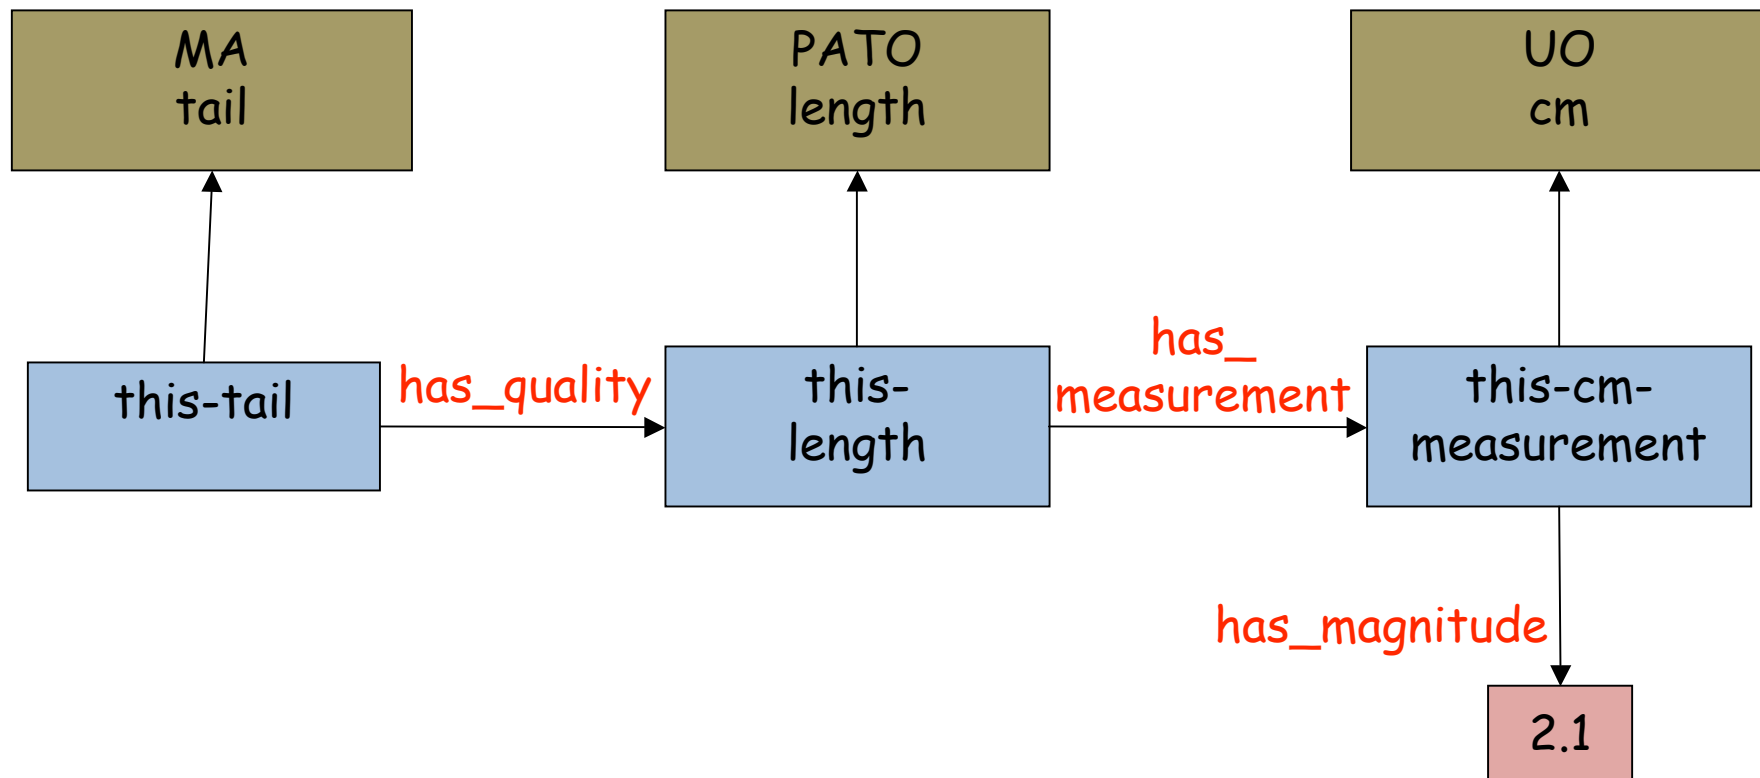 MA
tail
PATO
length
UO
cm
this-tail
has_quality
this-
length
has_
measurement
this-cm-
measurement
has_magnitude
2.1